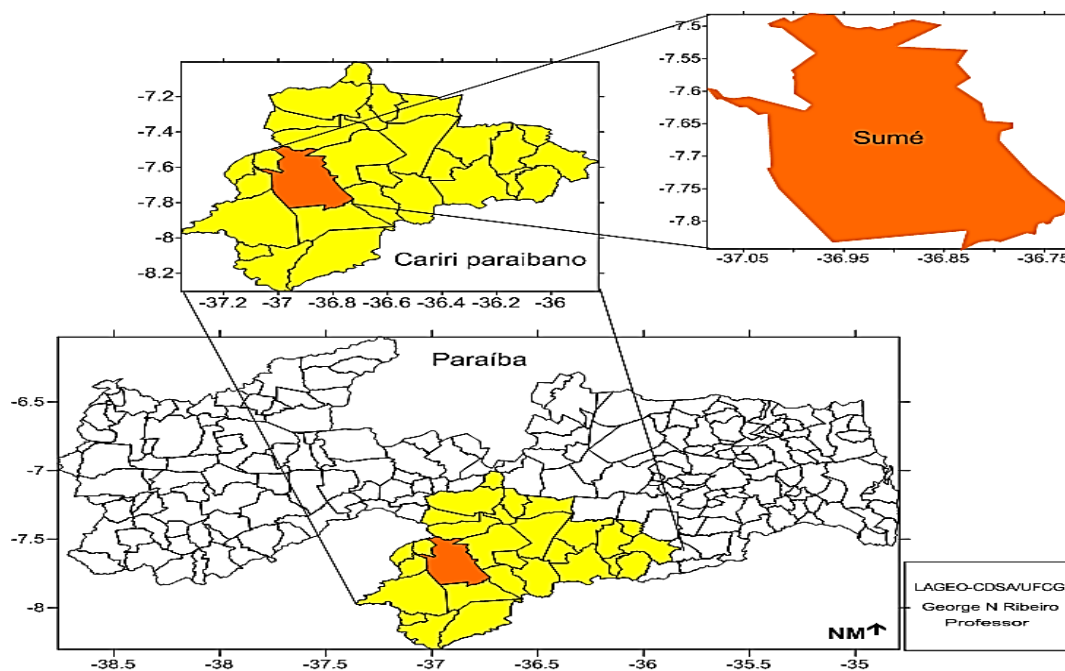 -7.2
-7.4
-7.6
-7.8
-8
-8.2
Cariri paraibano
-37.2 -37 -36.8 -36.6 -36.4 -36.2 -36
-7.5
-7.55
-7.6
-7.65
-7.7
-7.75
-7.8
Sumé
-37.05 -36.95 -36.85 -36.75
Paraíba
-6.5
-7
-7.5
-8
NM
-38.5 -38 -37.5 -37 -36.5 -36 -35.5 -35
LAGEO-CDSA/UFCG
George N Ribeiro
Professor